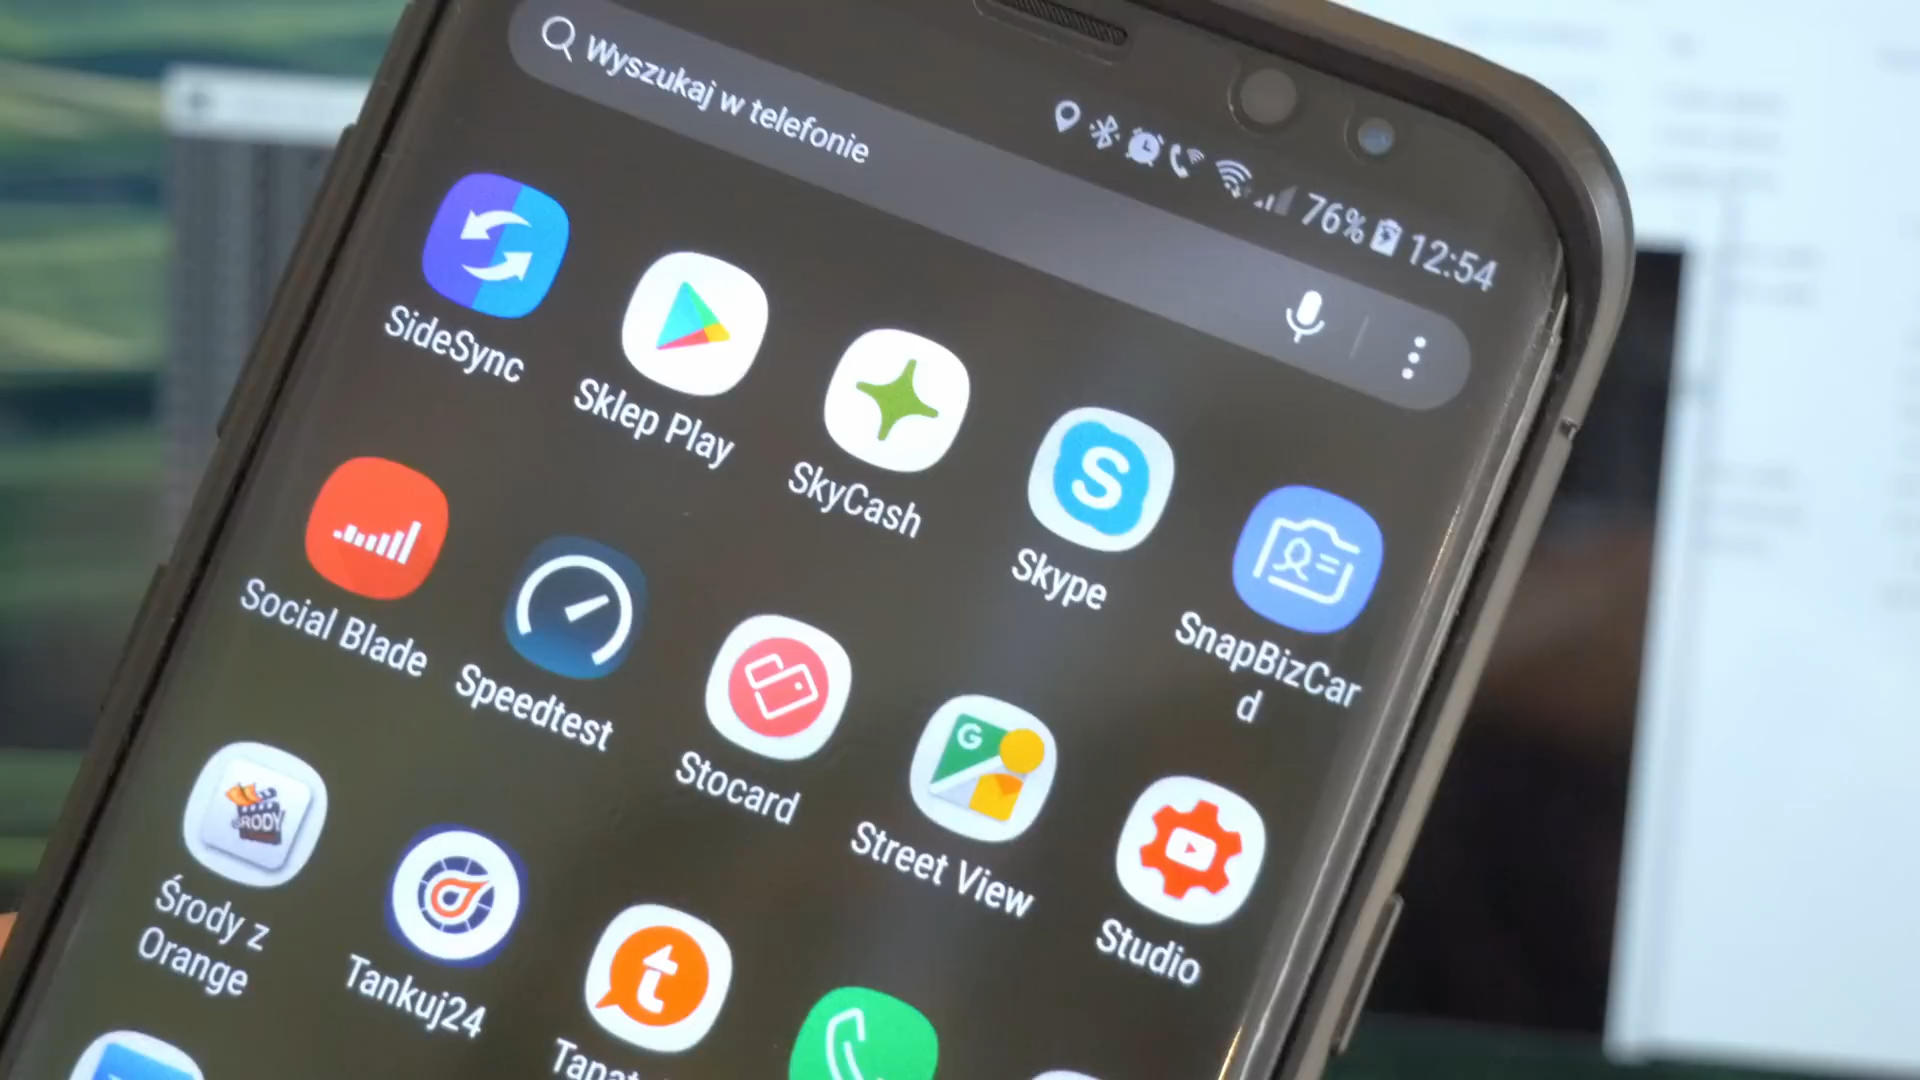 Wyszukaj w telefonie
76% 12:54
SideSync
Sklep Play
SkyCash
Skype
SnapBizCar
d
Social Blade
Speedtest
Stocard
Street View
Studio
Środy z
Orange
Tankuj24